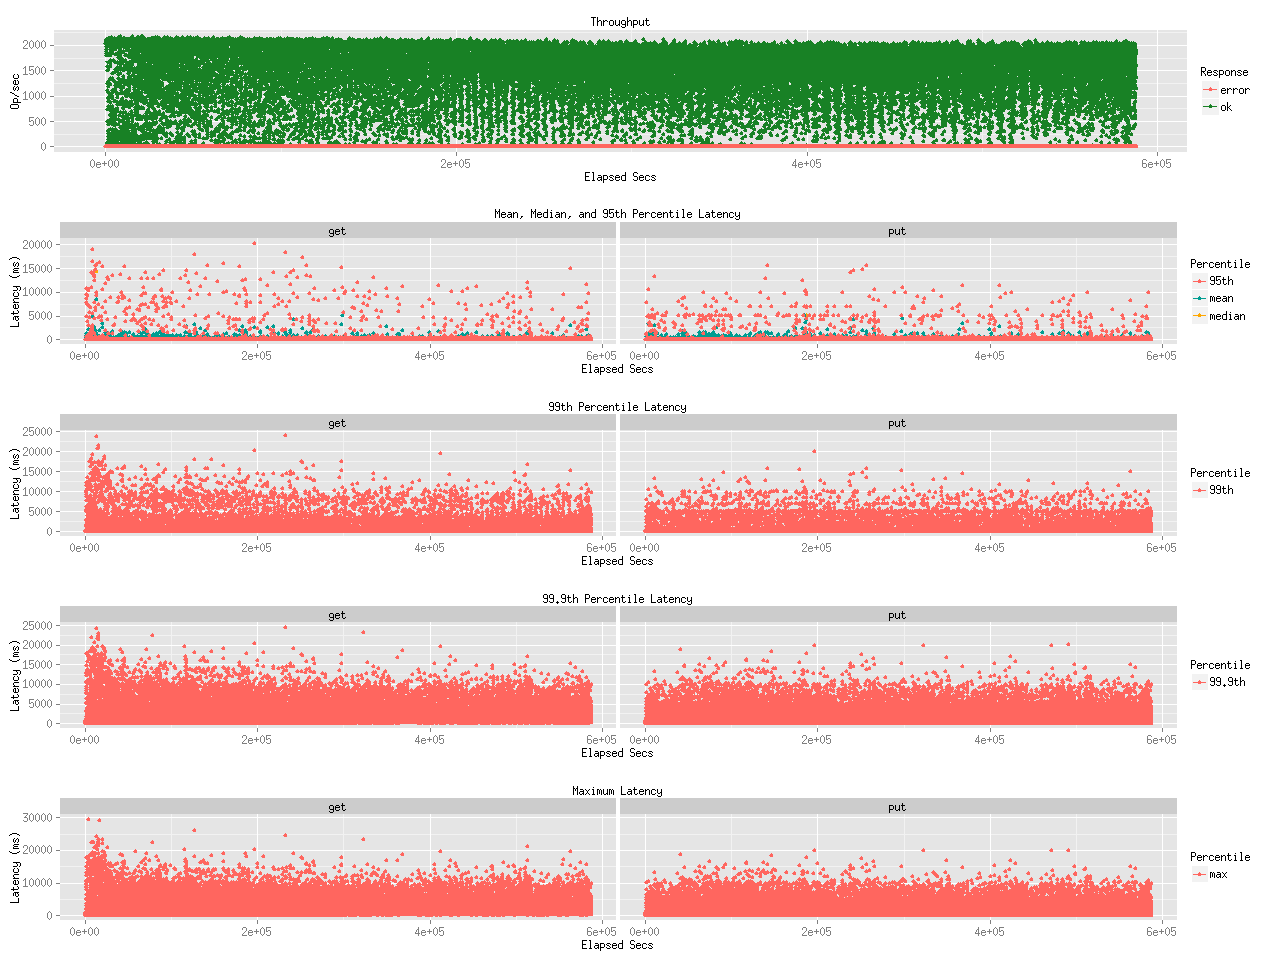 Throughput
Op/sec
2000
1500
1000
500
0
0e+00 2e+05 4e+05 6e+05
Elapsed Secs
Response
error
ok
Mean, Median, and 95th Percentile Latency
get put
Latency (ms)
20000
15000
10000
5000
0
0e+00 2e+05 4e+05 6e+05 0e+00 2e+05 4e+05 6e+05
Elapsed Secs
Percentile
95th
mean
median
99th Percentile Latency
get put
Latency (ms)
25000
20000
15000
10000
5000
0
0e+00 2e+05 4e+05 6e+05 0e+00 2e+05 4e+05 6e+05
Elapsed Secs
Percentile
99th
99.9th Percentile Latency
get put
Latency (ms)
25000
20000
15000
10000
5000
0
0e+00 2e+05 4e+05 6e+05 0e+00 2e+05 4e+05 6e+05
Elapsed Secs
Percentile
99.9th
Maximum Latency
get put
Latency (ms)
30000
20000
10000
0
0e+00 2e+05 4e+05 6e+05 0e+00 2e+05 4e+05 6e+05
Elapsed Secs
Percentile
max